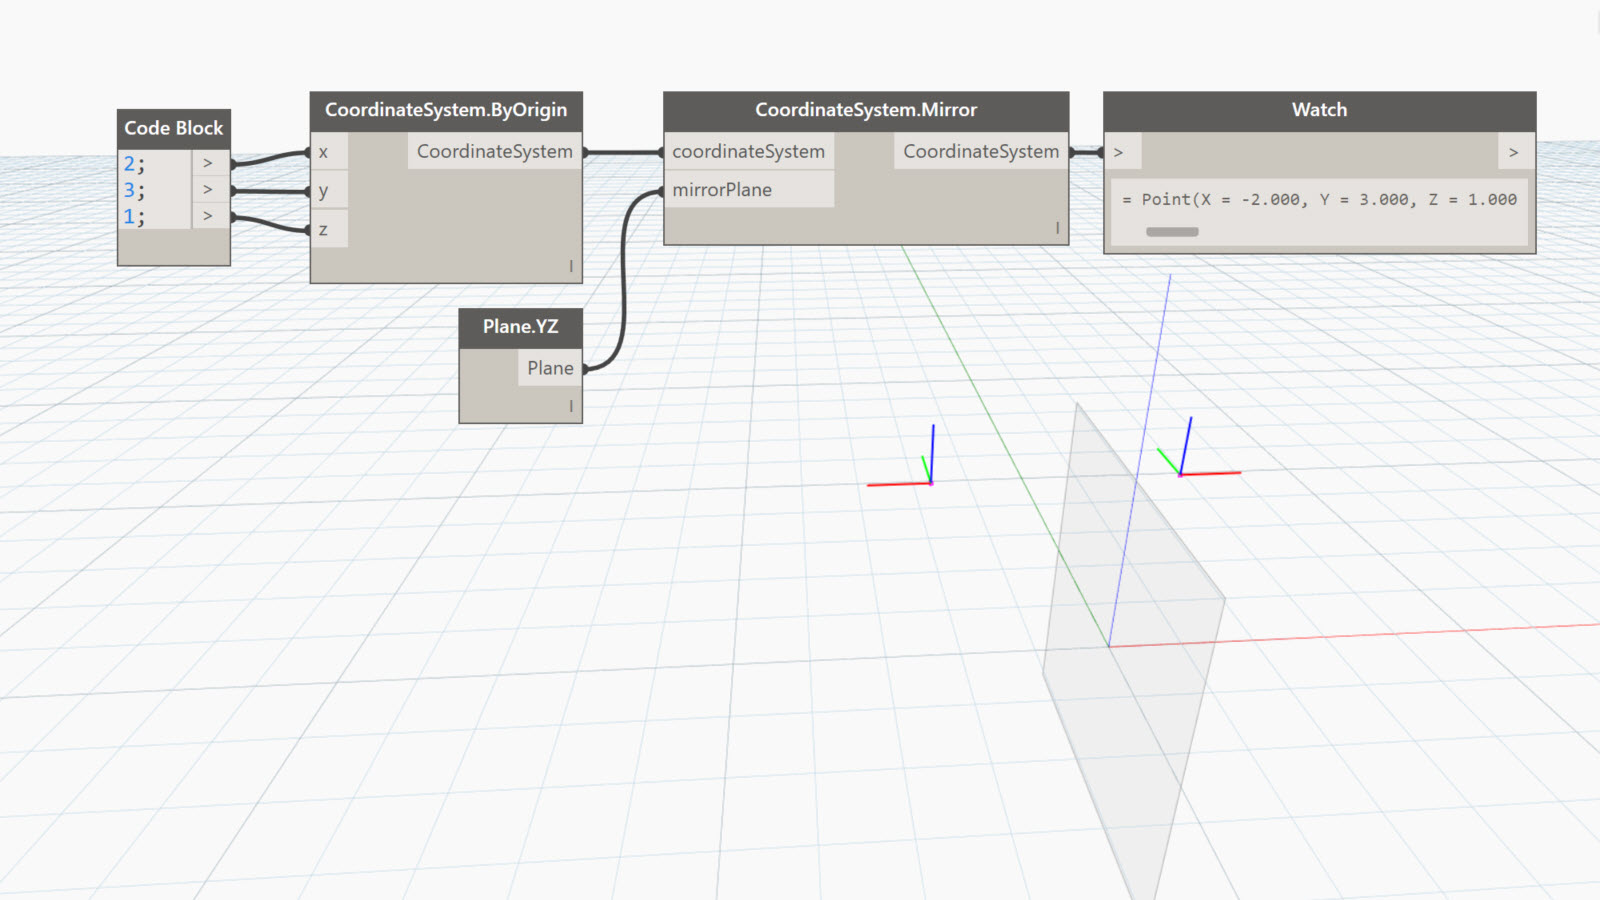 Code Block
2; >
3; >
1; >
CoordinateSystem.ByOrigin
x CoordinateSystem
y
z
l
Plane.YZ
Plane
l
CoordinateSystem.Mirror
coordinateSystem CoordinateSystem
mirrorPlane
l
Watch
> >
= Point(X = -2.000, Y = 3.000, Z = 1.000